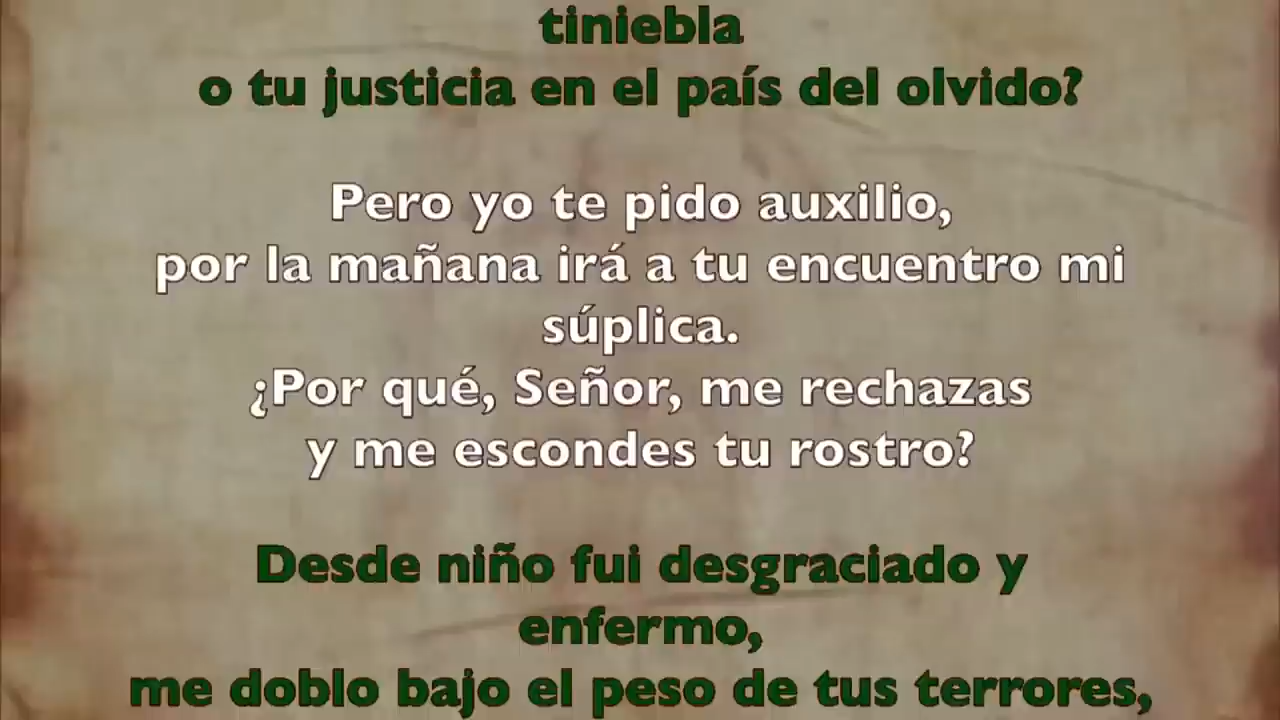 tiniebla
o tu justicia en el país del olvido?
Pero yo te pido auxilio,
por la mañana irá a tu encuentro mi
súplica.
¿Por qué, Señor, me rechazas
y me escondes tu rostro?
Desde niño fui desgraciado y
enfermo,
me doblo bajo el peso de tus terrores,